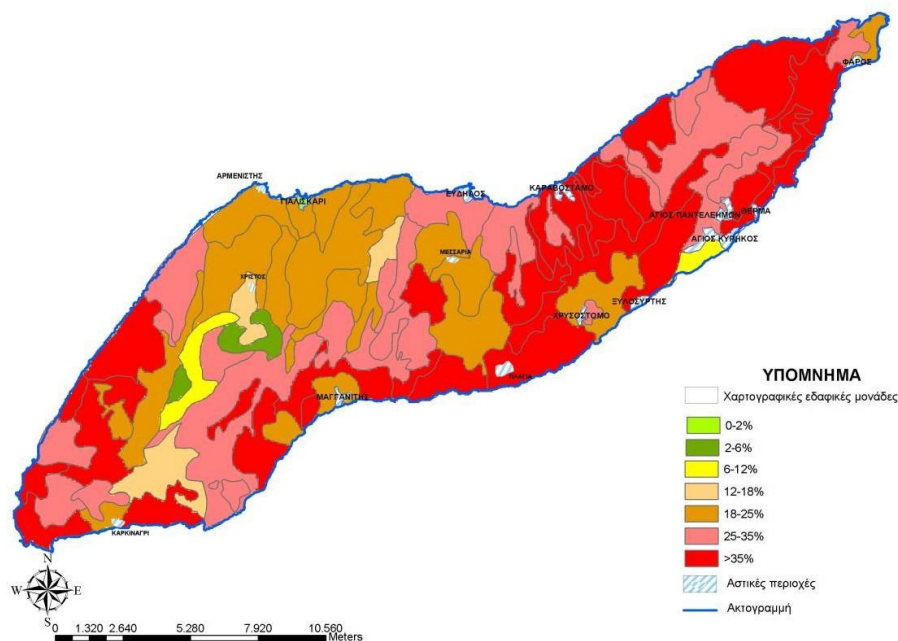 ΦΑΡΟΣ
ΑΡΜΕΝΙΣΤΗΣ
ΓΙΑΛΙΣΚΑΡΙ
ΕΥΔΗΛΟΣ
ΚΑΡΑΒΟΣΤΑΜΟ
ΑΓΙΟΣ ΠΑΝΤΕΛΕΗΜΩΝ
ΘΕΡΜΑ
ΑΓΙΟΣ ΚΥΡΗΚΟΣ
ΜΕΣΣΑΡΙΑ
ΧΡΙΣΤΟΣ
ΞΥΛΟΣΥΡΤΗΣ
ΧΡΥΣΟΣΤΟΜΟ
ΠΛΑΓΙΑ
ΜΑΓΓΑΝΙΤΗΣ
ΚΑΡΚΙΝΑΓΡΙ
ΥΠΟΜΝΗΜΑ
Χαρτογραφικές εδαφικές μονάδες
0-2%
2-6%
6-12%
12-18%
18-25%
25-35%
>35%
Αστικές περιοχές
Ακτογραμμή
N
W E
S
0 1.320 2.640 5.280 7.920 10.560
Meters